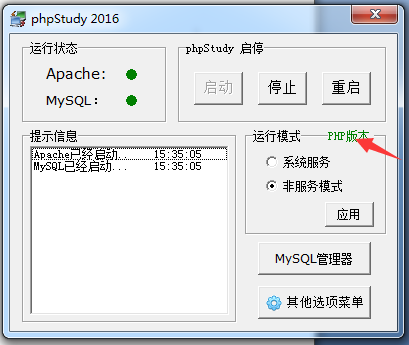 phpStudy 2016
运行状态
Apache:
MySQL:
phpStudy 启停
启动
停止
重启
提示信息
Apache已经启动.. 15:35:05
MySQL已经启动... 15:35:05
运行模式
PHP版本
系统服务
非服务模式
应用
MySQL管理器
其他选项菜单